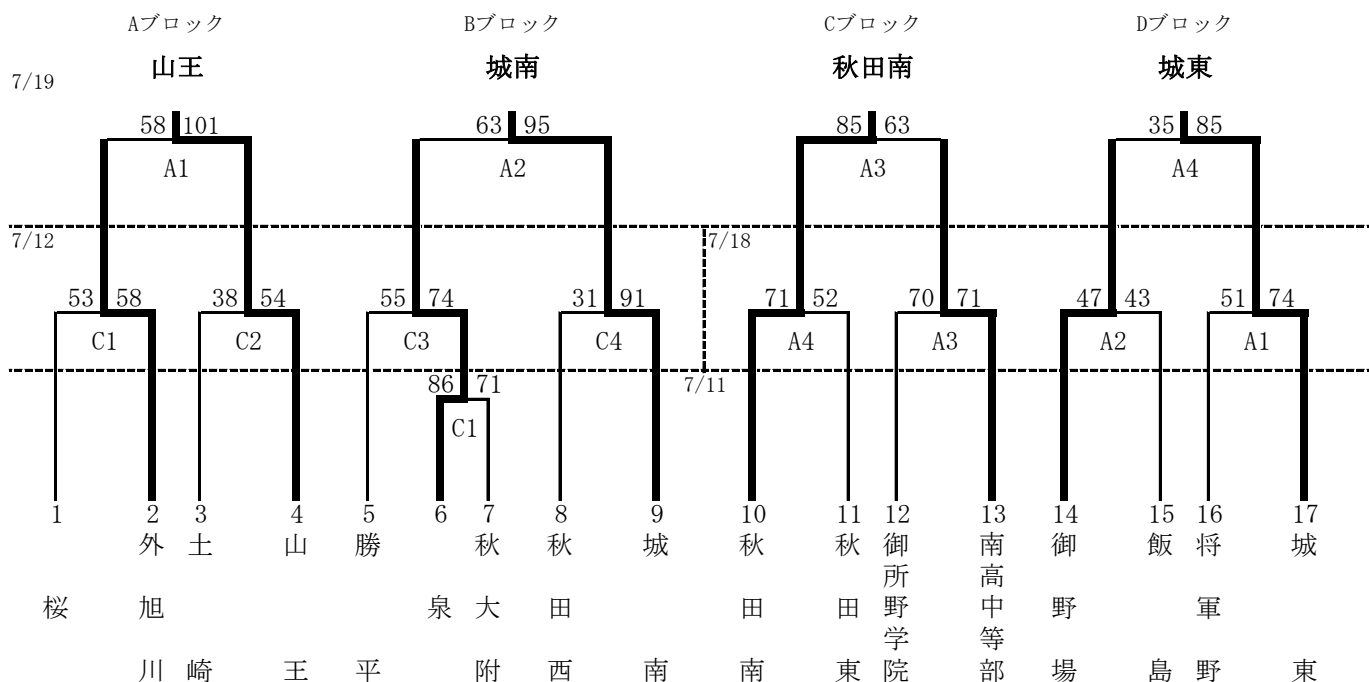 Aブロック Bブロック Cブロック Dブロック
山王 城南 秋田南 城東
7/19
58 101 63 95 85 63 35 85
A1 A2 A3 A4
7/12 7/18
53 58 38 54 55 74 31 91 71 52 70 71 47 43 51 74
C1 C2 C3 C4 A4 A3 A2 A1
86 71 7/11
C1
1 2 3 4 5 6 7 8 9 10 11 12 13 14 15 16 17
桜
外旭川
土崎
山王
勝平
泉
秋大附
秋田西
城南
秋田南
秋田東
御所野学院
南高中等部
御野場
飯島
将軍野
城東